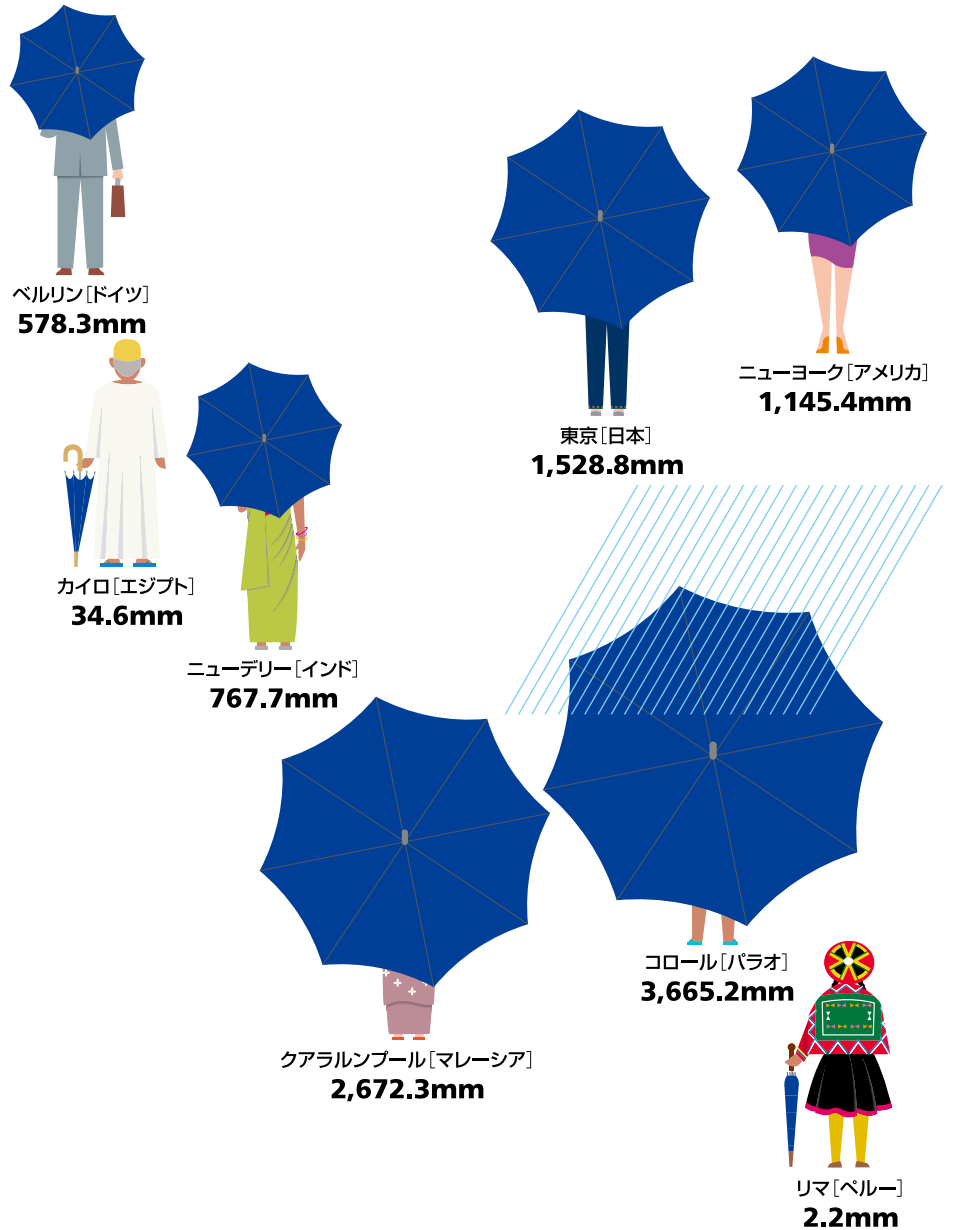 ベルリン［ドイツ］
578.3mm
ニューヨーク［アメリカ］
1,145.4mm
東京［日本］
1,528.8mm
カイロ［エジプト］
34.6mm
ニューデリー［インド］
767.7mm
コロール［パラオ］
3,665.2mm
クアラルンプール［マレーシア］
2,672.3mm
リマ［ペルー］
2.2mm